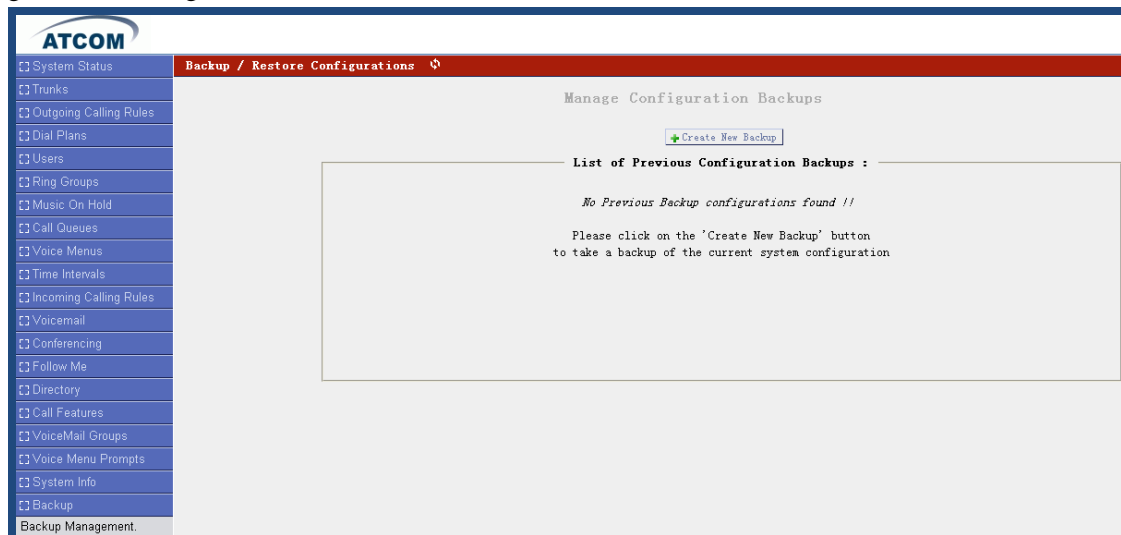 ATCOM
System Status
Trunks
Outgoing Calling Rules
Dial Plans
Users
Ring Groups
Music On Hold
Call Queues
Voice Menus
Time Intervals
Incoming Calling Rules
Voicemail
Conferencing
Follow Me
Directory
Call Features
VoiceMail Groups
Voice Menu Prompts
System Info
Backup
Backup Management.
Backup / Restore Configurations
Manage Configuration Backups
Create New Backup
List of Previous Configuration Backups :
No Previous Backup configurations found !!
Please click on the 'Create New Backup' button
to take a backup of the current system configuration